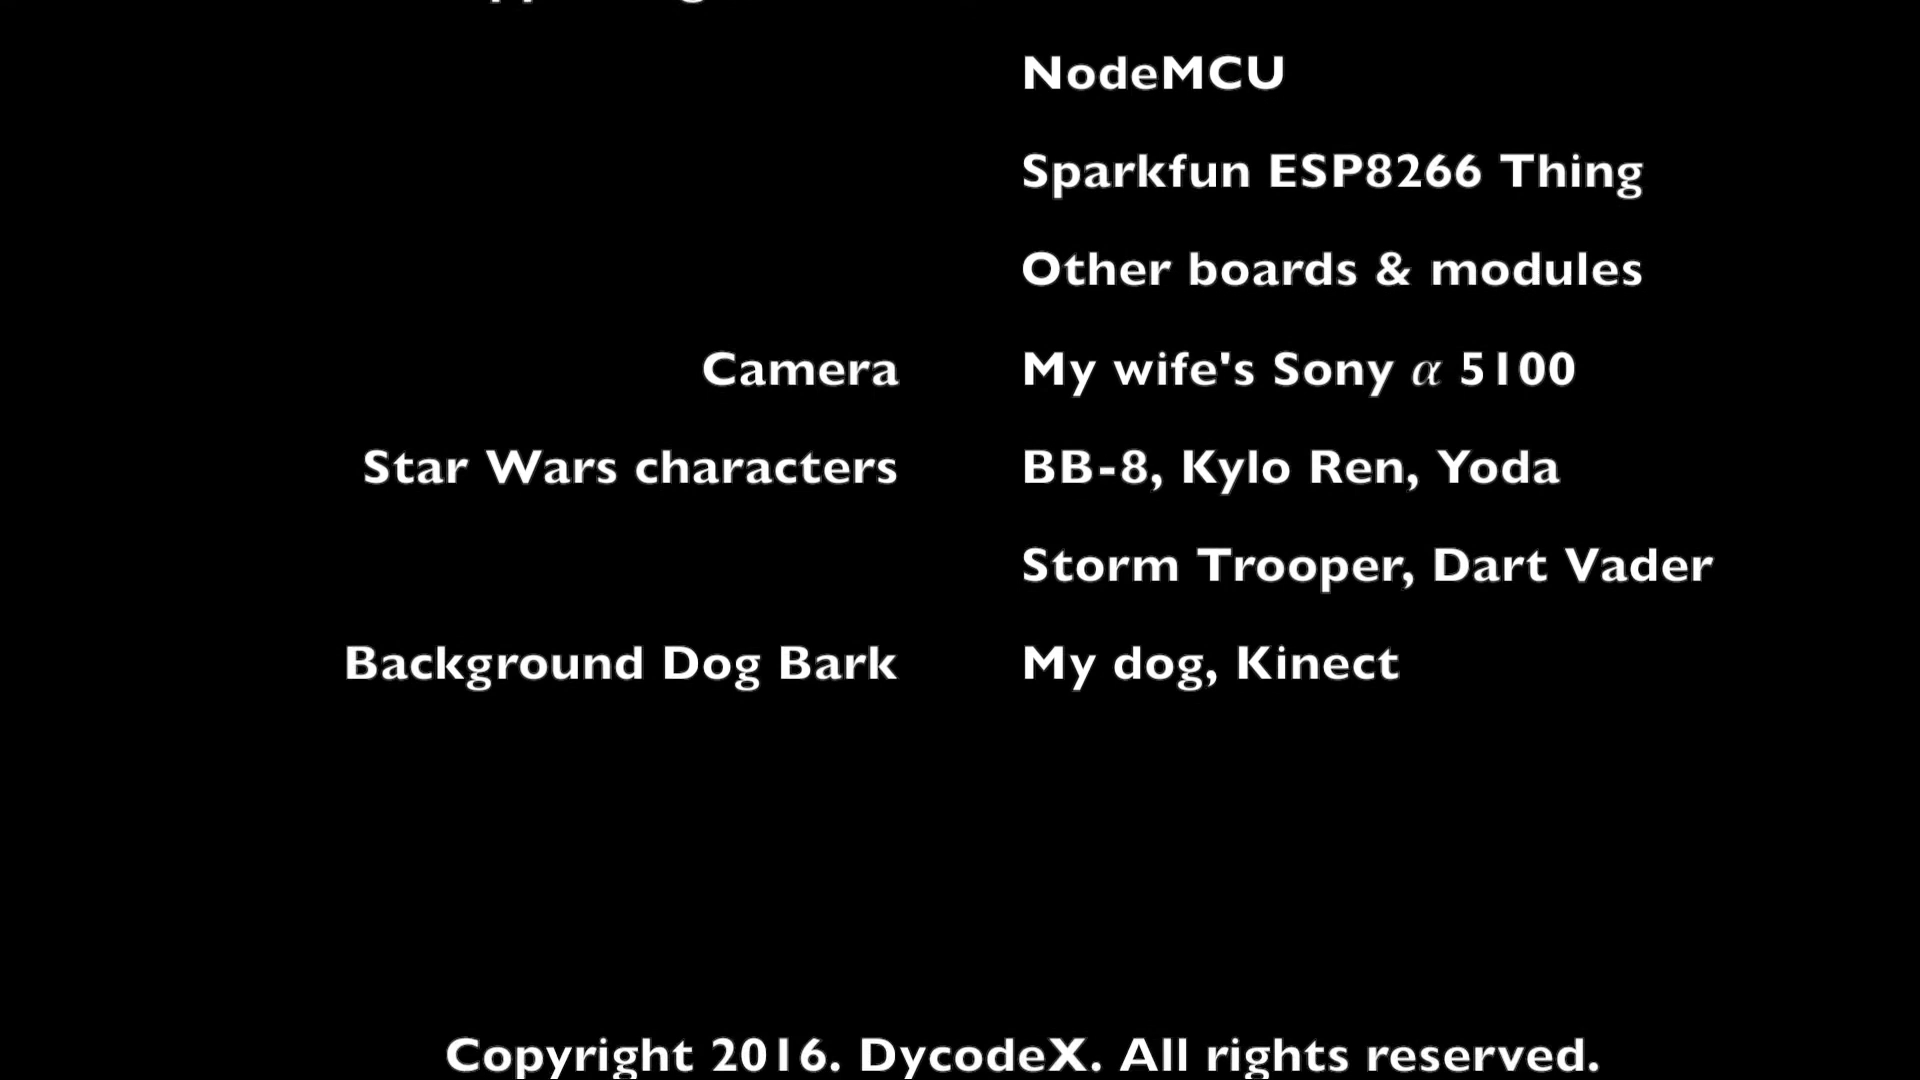 NodeMCU
Sparkfun ESP8266 Thing
Other boards & modules
Camera My wife's Sony α 5100
Star Wars characters BB-8, Kylo Ren, Yoda
Storm Trooper, Dart Vader
Background Dog Bark My dog, Kinect
Copyright 2016. DycodeX. All rights reserved.